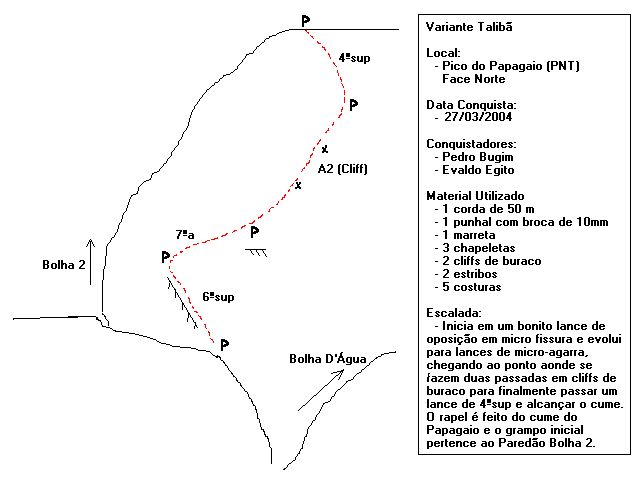 P
4ºsup
P
x
A2 (Cliff)
x
7ºa
P
P
Bolha 2
6ºsup
P
Bolha D'Água
Variante Talibã
Local:
- Pico do Papagaio (PNT)
Face Norte
Data Conquista:
- 27/03/2004
Conquistadores:
- Pedro Bugim
- Evaldo Egito
Material Utilizado
- 1 corda de 50 m
- 1 punhal com broca de 10mm
- 1 marreta
- 3 chapeletas
- 2 cliffs de buraco
- 2 estribos
- 5 costuras
Escalada:
- Inicia em um bonito lance de
oposição em micro fissura e evolui
para lances de micro-agarra,
chegando ao ponto aonde se
fazem duas passadas em cliffs de
buraco para finalmente passar um
lance de 4ºsup e alcançar o cume.
O rapel é feito do cume do
Papagaio e o grampo inicial
pertence ao Paredão Bolha 2.